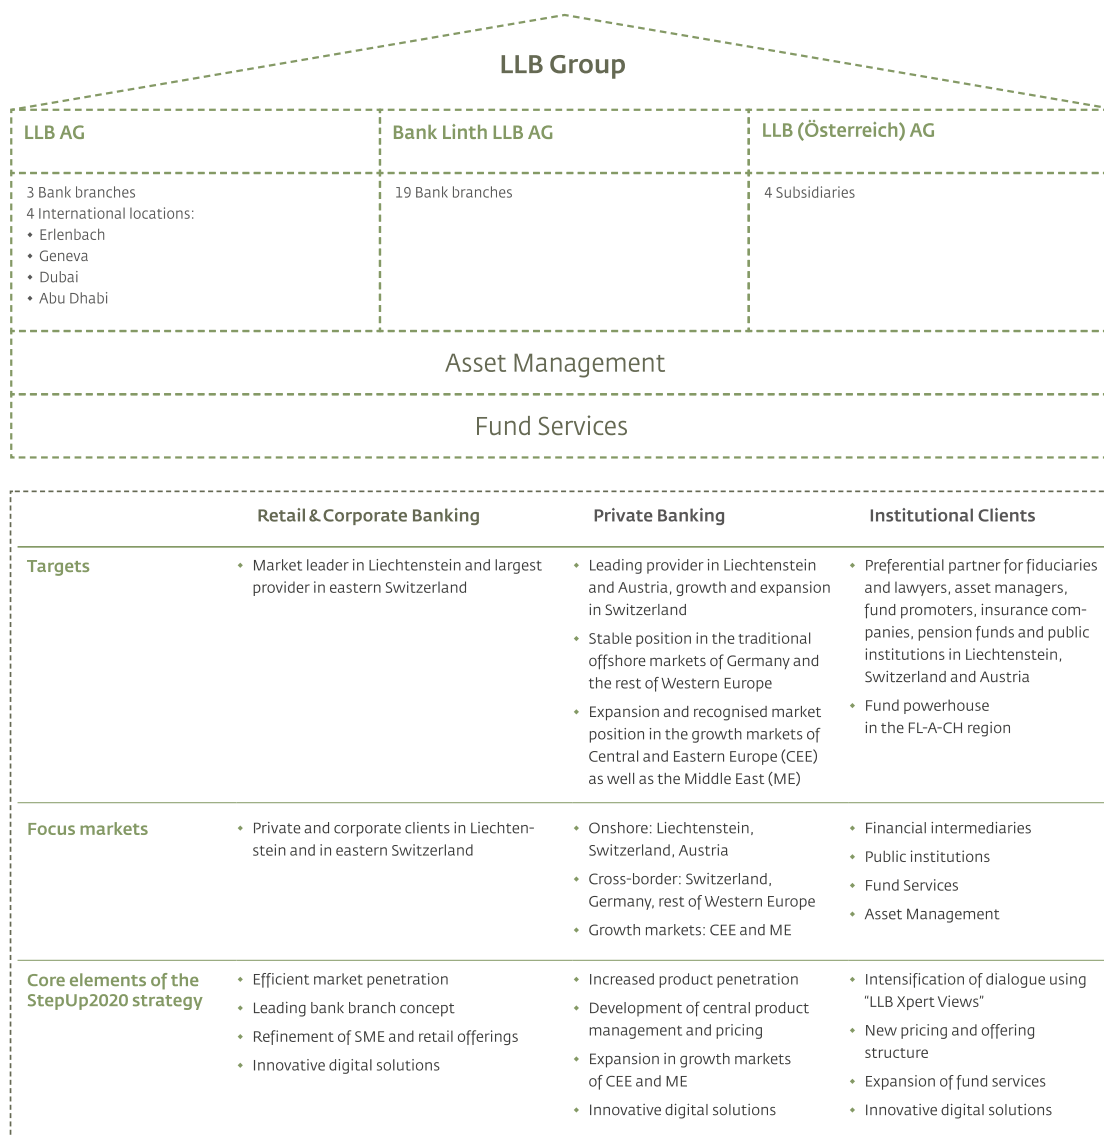 LLB Group
LLB AG
Bank Linth LLB AG
LLB (Österreich) AG
3 Bank branches
4 International locations:
• Erlenbach
• Geneva
• Dubai
• Abu Dhabi
19 Bank branches
4 Subsidiaries
Asset Management
Fund Services
Retail & Corporate Banking
Private Banking
Institutional Clients
Targets
• Market leader in Liechtenstein and largest
provider in eastern Switzerland
• Leading provider in Liechtenstein
and Austria, growth and expansion
in Switzerland
• Stable position in the traditional
offshore markets of Germany and
the rest of Western Europe
• Expansion and recognised market
position in the growth markets of
Central and Eastern Europe (CEE)
as well as the Middle East (ME)
• Preferential partner for fiduciaries
and lawyers, asset managers,
fund promoters, insurance com-
panies, pension funds and public
institutions in Liechtenstein,
Switzerland and Austria
• Fund powerhouse
in the FL-A-CH region
Focus markets
• Private and corporate clients in Liechten-
stein and in eastern Switzerland
• Onshore: Liechtenstein,
Switzerland, Austria
• Cross-border: Switzerland,
Germany, rest of Western Europe
• Growth markets: CEE and ME
• Financial intermediaries
• Public institutions
• Fund Services
• Asset Management
Core elements of the
StepUp2020 strategy
• Efficient market penetration
• Leading bank branch concept
• Refinement of SME and retail offerings
• Innovative digital solutions
• Increased product penetration
• Development of central product
management and pricing
• Expansion in growth markets
of CEE and ME
• Innovative digital solutions
• Intensification of dialogue using
"LLB Xpert Views"
• New pricing and offering
structure
• Expansion of fund services
• Innovative digital solutions